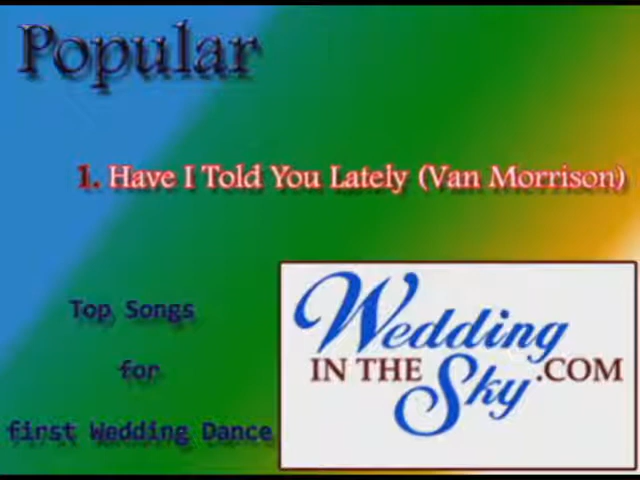 Popular
1. Have I Told You Lately (Van Morrison)
Top Songs
for
first Wedding Dance
Wedding
IN THE
Sky.COM